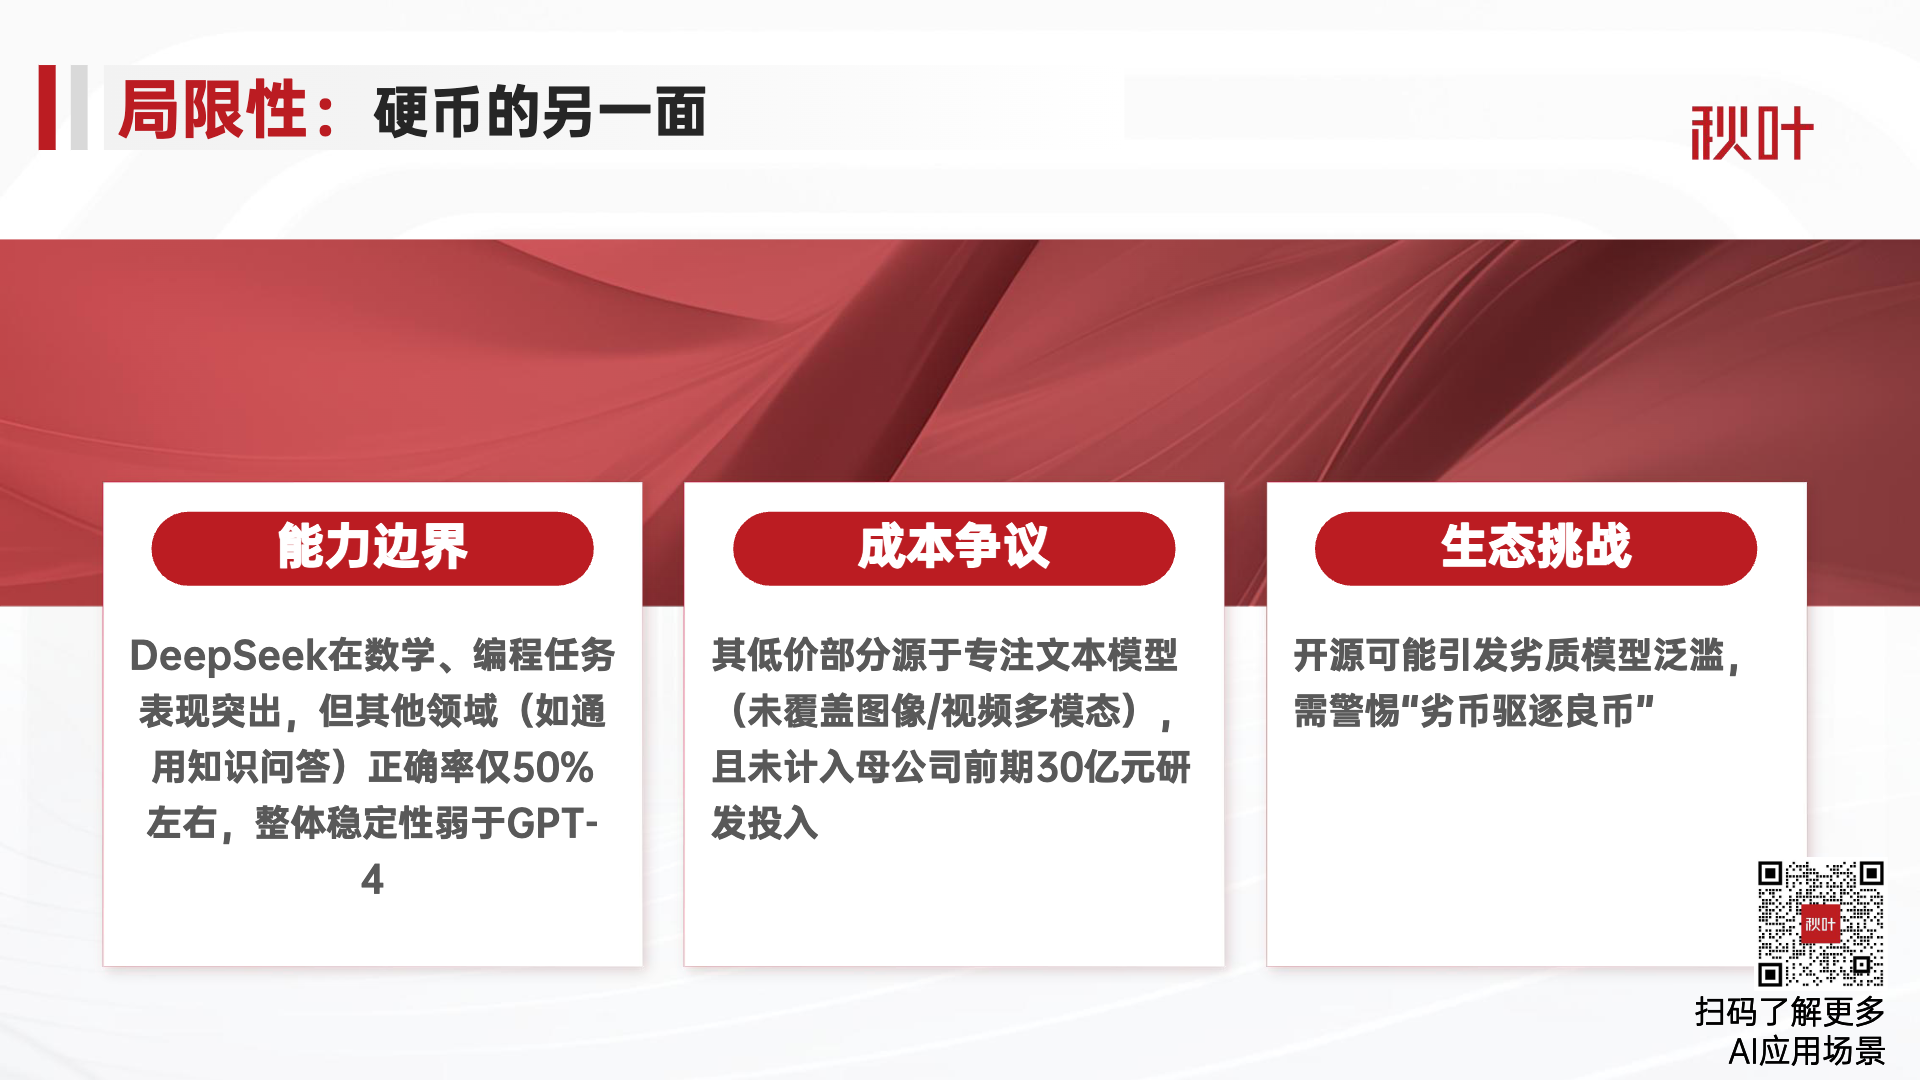 局限性：硬币的另一面
秋叶
能力边界
DeepSeek在数学、编程任务
表现突出，但其他领域（如通
用知识问答）正确率仅50%
左右，整体稳定性弱于GPT-
4
成本争议
其低价部分源于专注文本模型
（未覆盖图像/视频多模态），
且未计入母公司前期30亿元研
发投入
生态挑战
开源可能引发劣质模型泛滥，
需警惕“劣币驱逐良币”
秋叶
扫码了解更多
AI应用场景